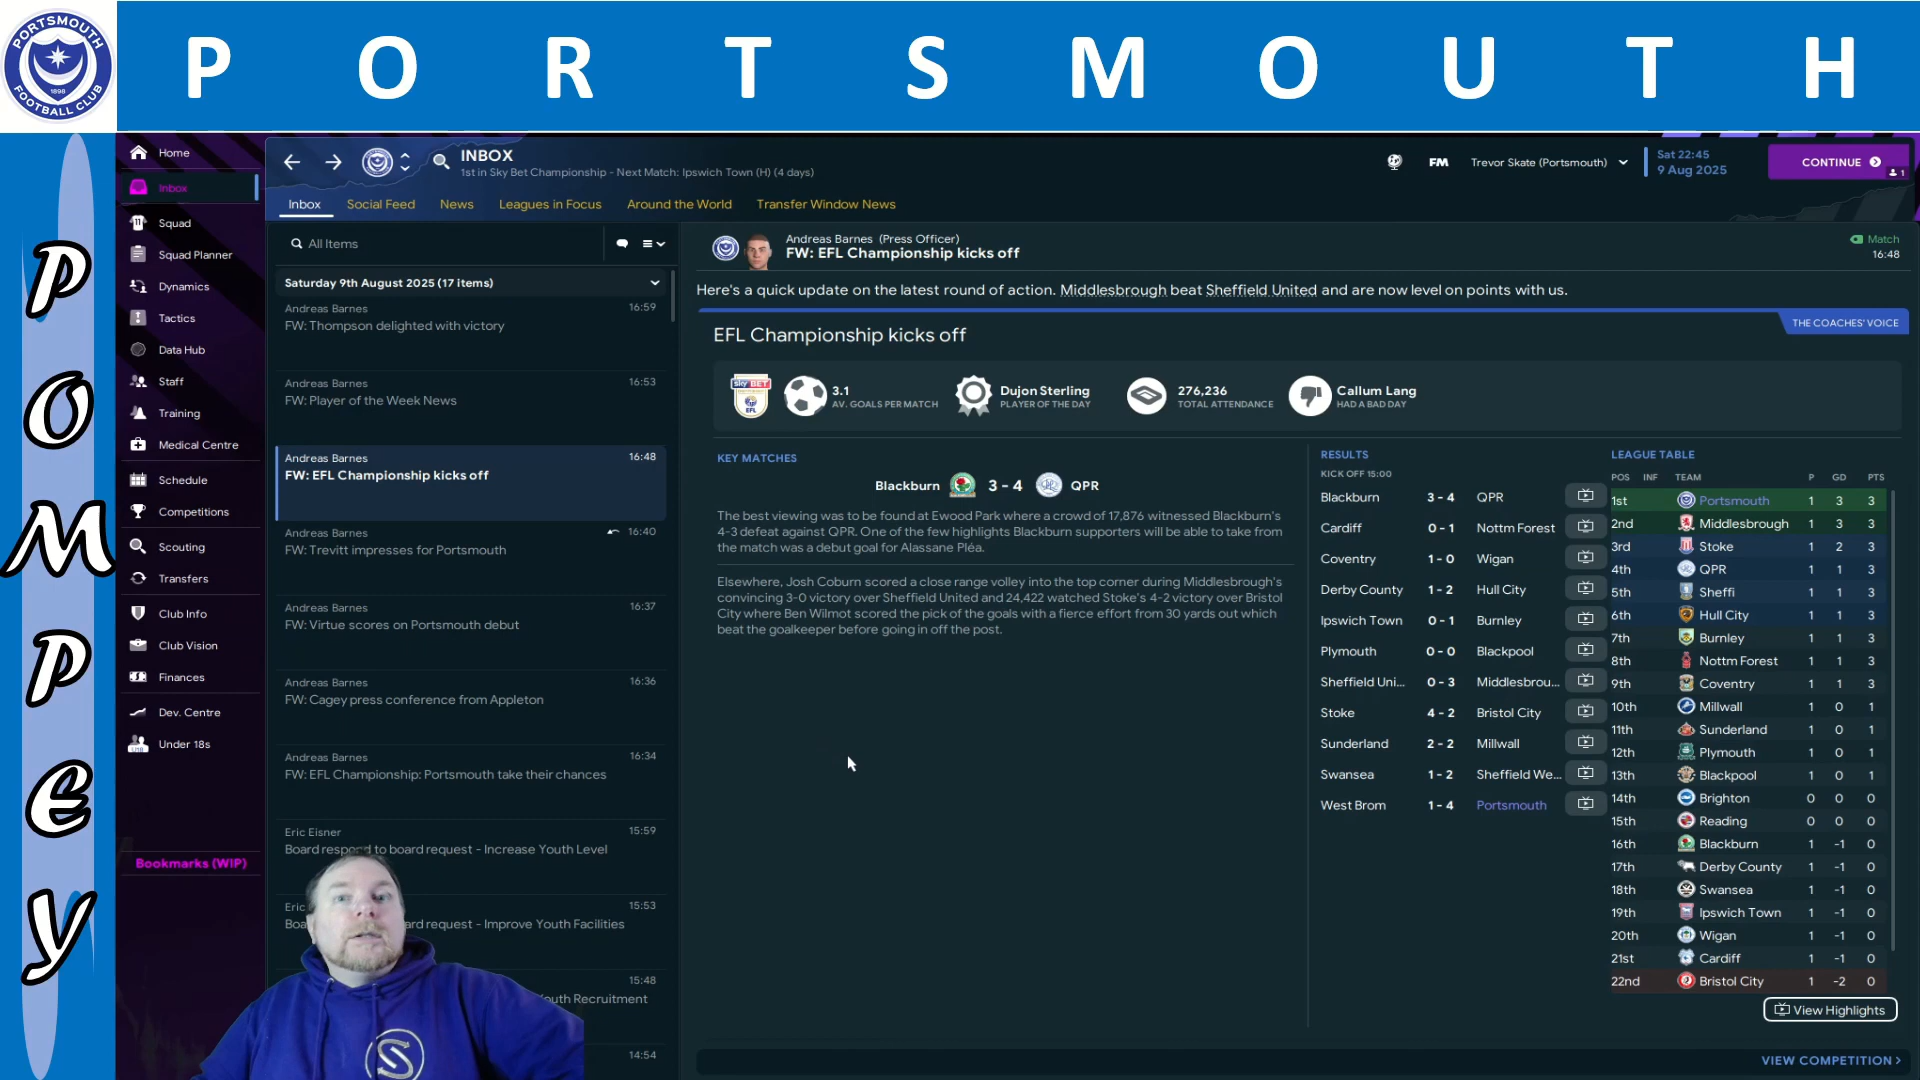 PORTSMOUTH
FOOTBALL CLUB
1898
P O R T S M O U T H
POMPEY
Home
Inbox
Squad
Squad Planner
Dynamics
Tactics
Data Hub
Staff
Training
Medical Centre
Schedule
Competitions
Scouting
Transfers
Club Info
Club Vision
Finances
Dev. Centre
Under 18s
Bookmarks (WIP)
INBOX
1st in Sky Bet Championship - Next Match: Ipswich Town (H) (4 days)
FM
Trevor Skate (Portsmouth)
Sat 22:45
9 Aug 2025
CONTINUE
1
Inbox Social Feed News Leagues in Focus Around the World Transfer Window News
All Items
Saturday 9th August 2025 (17 items)
Andreas Barnes 16:59
FW: Thompson delighted with victory
Andreas Barnes 16:53
FW: Player of the Week News
Andreas Barnes 16:48
FW: EFL Championship kicks off
Andreas Barnes 16:40
FW: Trevitt impresses for Portsmouth
Andreas Barnes 16:37
FW: Virtue scores on Portsmouth debut
Andreas Barnes 16:36
FW: Cagey press conference from Appleton
Andreas Barnes 16:34
FW: EFL Championship: Portsmouth take their chances
Eric Eisner 15:59
Board respond to board request - Increase Youth Level
Eric 15:53
Boa ard request - Improve Youth Facilities
15:48
outh Recruitment
14:54
Andreas Barnes (Press Officer)
FW: EFL Championship kicks off
Match
16:48
Here's a quick update on the latest round of action. Middlesbrough beat Sheffield United and are now level on points with us.
THE COACHES' VOICE
EFL Championship kicks off
sky BET
EFL
3.1
AV. GOALS PER MATCH
Dujon Sterling
PLAYER OF THE DAY
276,236
TOTAL ATTENDANCE
Callum Lang
HAD A BAD DAY
KEY MATCHES
Blackburn 3 - 4 QPR
The best viewing was to be found at Ewood Park where a crowd of 17,876 witnessed Blackburn's
4-3 defeat against QPR. One of the few highlights Blackburn supporters will be able to take from
the match was a debut goal for Alassane Pléa.
Elsewhere, Josh Coburn scored a close range volley into the top corner during Middlesbrough's
convincing 3-0 victory over Sheffield United and 24,422 watched Stoke's 4-2 victory over Bristol
City where Ben Wilmot scored the pick of the goals with a fierce effort from 30 yards out which
beat the goalkeeper before going in off the post.
RESULTS
KICK OFF 15:00
Blackburn 3 - 4 QPR
Cardiff 0 - 1 Nottm Forest
Coventry 1 - 0 Wigan
Derby County 1 - 2 Hull City
Ipswich Town 0 - 1 Burnley
Plymouth 0 - 0 Blackpool
Sheffield Uni... 0 - 3 Middlesbrou...
Stoke 4 - 2 Bristol City
Sunderland 2 - 2 Millwall
Swansea 1 - 2 Sheffield We...
West Brom 1 - 4 Portsmouth
LEAGUE TABLE
POS INF TEAM P GD PTS
1st Portsmouth 1 3 3
2nd Middlesbrough 1 3 3
3rd Stoke 1 2 3
4th QPR 1 1 3
5th Sheffi 1 1 3
6th Hull City 1 1 3
7th Burnley 1 1 3
8th Nottm Forest 1 1 3
9th Coventry 1 1 3
10th Millwall 1 0 1
11th Sunderland 1 0 1
12th Plymouth 1 0 1
13th Blackpool 1 0 1
14th Brighton 0 0 0
15th Reading 0 0 0
16th Blackburn 1 -1 0
17th Derby County 1 -1 0
18th Swansea 1 -1 0
19th Ipswich Town 1 -1 0
20th Wigan 1 -1 0
21st Cardiff 1 -1 0
22nd Bristol City 1 -2 0
View Highlights
VIEW COMPETITION >